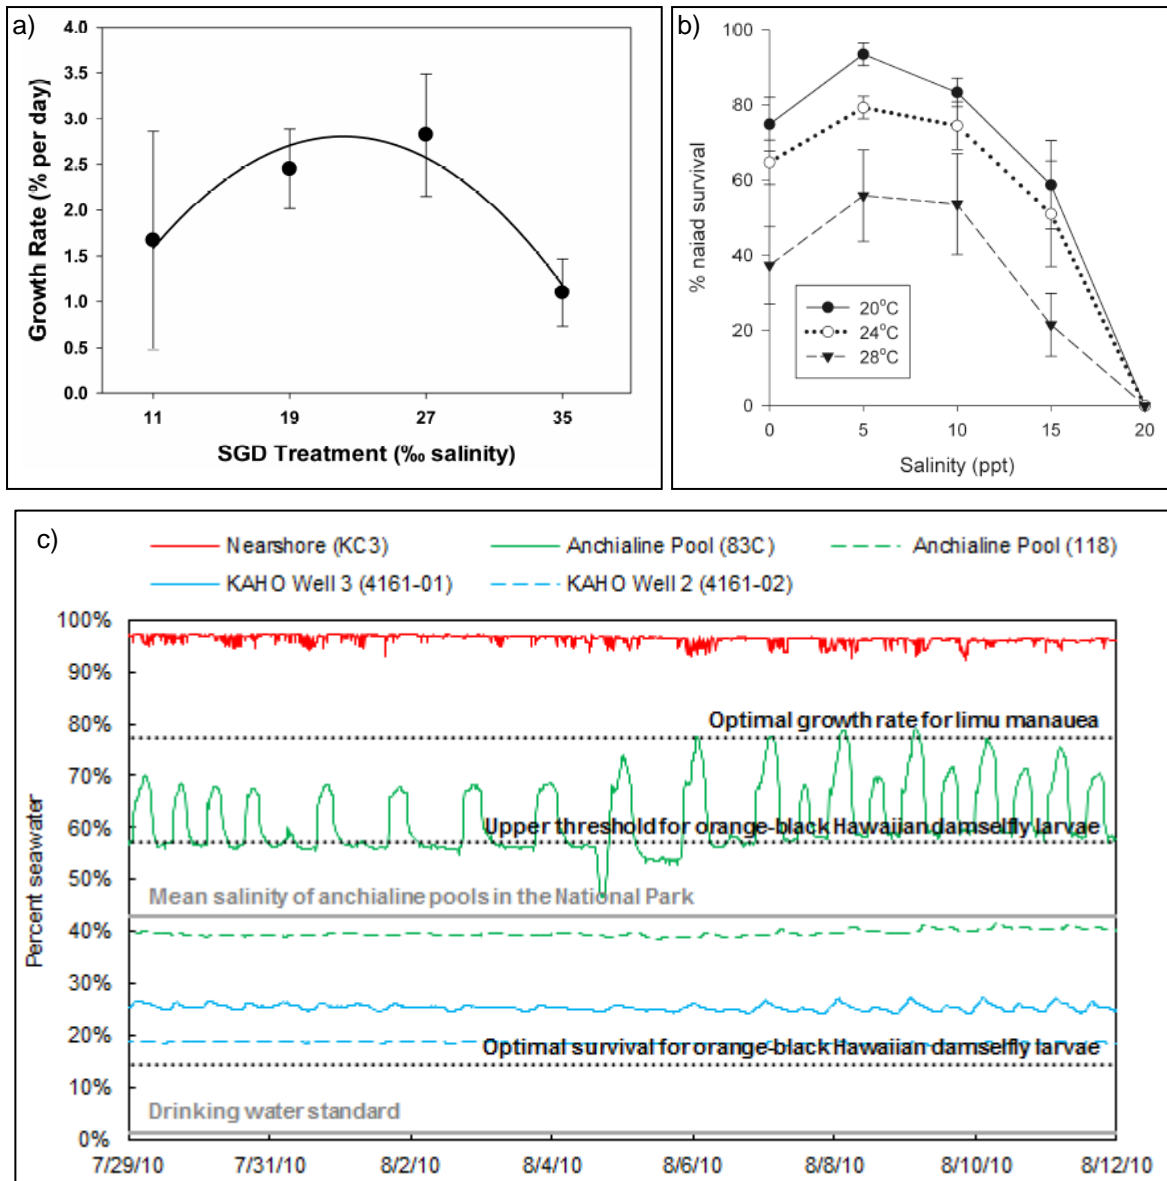 a)
4.0
3.5
3.0
2.5
2.0
1.5
1.0
0.5
0.0
Growth Rate (% per day)
11 19 27 35
SGD Treatment (‰ salinity)
b)
100
80
60
40
20
0
% naiad survival
20°C
24°C
28°C
0 5 10 15 20
Salinity (ppt)
c)
Nearshore (KC3) Anchialine Pool (83C) Anchialine Pool (118)
KAHO Well 3 (4161-01) KAHO Well 2 (4161-02)
100%
90%
80%
70%
60%
50%
40%
30%
20%
10%
0%
Percent seawater
Optimal growth rate for limu manauea
Upper threshold for orange-black Hawaiian damselfly larvae
Mean salinity of anchialine pools in the National Park
Optimal survival for orange-black Hawaiian damselfly larvae
Drinking water standard
7/29/10 7/31/10 8/2/10 8/4/10 8/6/10 8/8/10 8/10/10 8/12/10